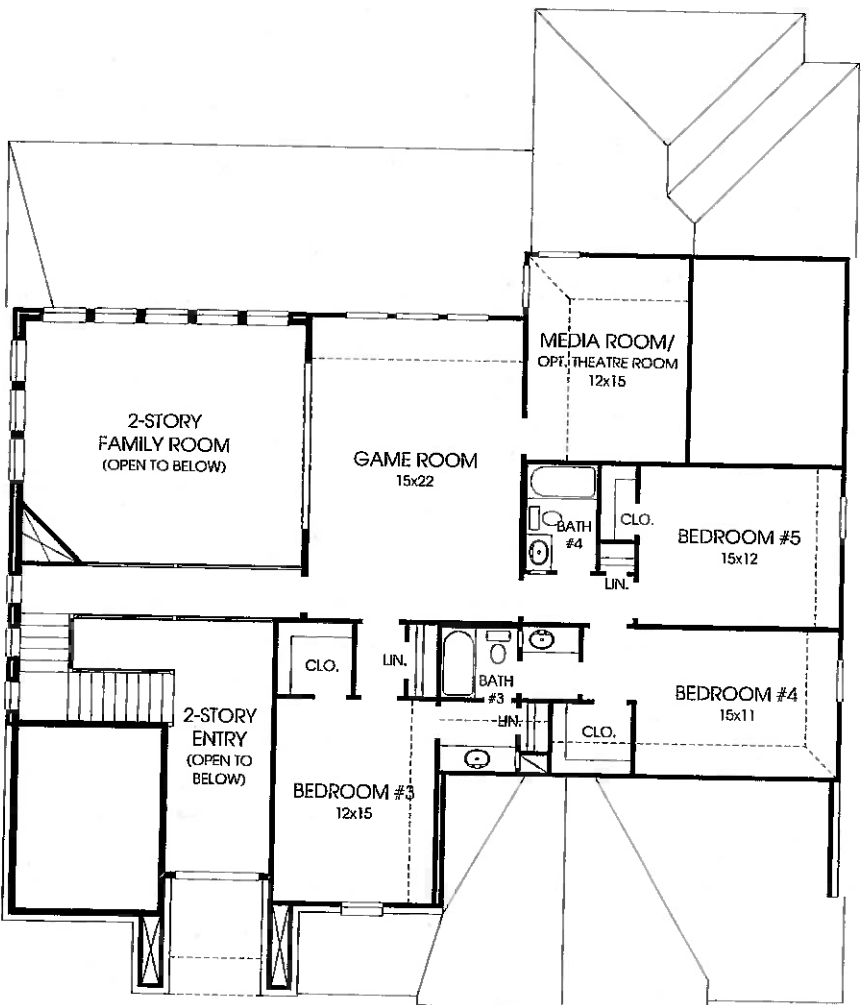 MEDIA ROOM/
OPT. THEATRE ROOM
12x15
2-STORY
FAMILY ROOM
(OPEN TO BELOW)
GAME ROOM
15x22
BATH
#4
CLO.
BEDROOM #5
15x12
LIN.
CLO.
LIN.
BATH
#3
LIN.
BEDROOM #4
15x11
CLO.
2-STORY
ENTRY
(OPEN TO
BELOW)
BEDROOM #3
12x15